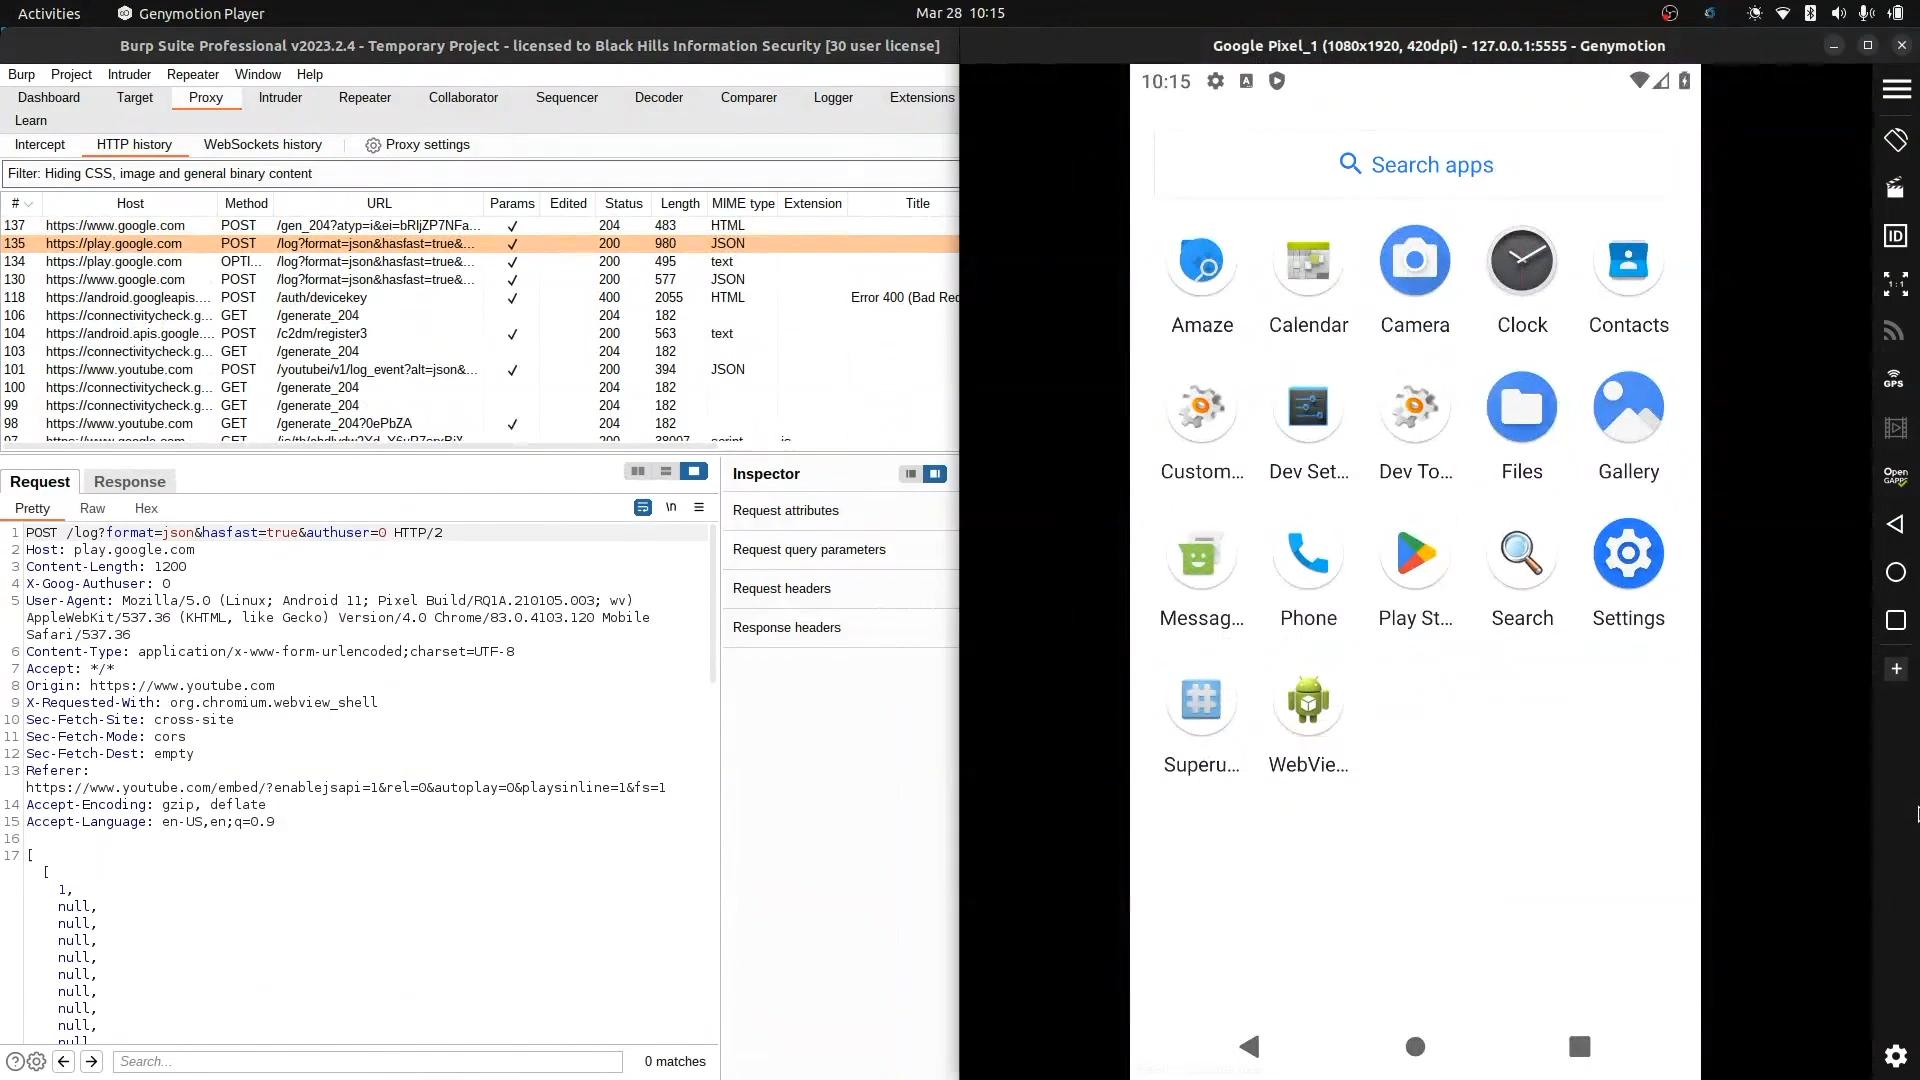 Activities
Genymotion Player
Mar 28 10:15
Burp Suite Professional v2023.2.4 - Temporary Project - licensed to Black Hills Information Security [30 user license]
Burp Project Intruder Repeater Window Help
Dashboard Target Proxy Intruder Repeater Collaborator Sequencer Decoder Comparer Logger Extensions
Learn
Intercept HTTP history WebSockets history Proxy settings
Filter: Hiding CSS, image and general binary content
# Host Method URL Params Edited Status Length MIME type Extension Title
137 https://www.google.com POST /gen_204?atyp=i&ei=bRljZP7NFa... ✓ 204 483 HTML
135 https://play.google.com POST /log?format=json&hasfast=true&... ✓ 200 980 JSON
134 https://play.google.com OPTI... /log?format=json&hasfast=true&... ✓ 200 495 text
130 https://www.google.com POST /log?format=json&hasfast=true&... ✓ 200 577 JSON
118 https://android.googleapis.... POST /auth/devicekey ✓ 400 2055 HTML Error 400 (Bad Rec
106 https://connectivitycheck.g... GET /generate_204 204 182
104 https://android.apis.google.... POST /c2dm/register3 ✓ 200 563 text
103 https://connectivitycheck.g... GET /generate_204 204 182
101 https://www.youtube.com POST /youtubei/v1/log_event?alt=json&... ✓ 200 394 JSON
100 https://connectivitycheck.g... GET /generate_204 204 182
99 https://connectivitycheck.g... GET /generate_204 204 182
98 https://www.youtube.com GET /generate_204?0ePbZA ✓ 204 182
97 https://www.google.com GET 200 38007 script js
Request Response
Pretty Raw Hex
\n
1 POST /log?format=json&hasfast=true&authuser=0 HTTP/2
2 Host: play.google.com
3 Content-Length: 1200
4 X-Goog-Authuser: 0
5 User-Agent: Mozilla/5.0 (Linux; Android 11; Pixel Build/RQ1A.210105.003; wv)
AppleWebKit/537.36 (KHTML, like Gecko) Version/4.0 Chrome/83.0.4103.120 Mobile
Safari/537.36
6 Content-Type: application/x-www-form-urlencoded;charset=UTF-8
7 Accept: */*
8 Origin: https://www.youtube.com
9 X-Requested-With: org.chromium.webview_shell
10 Sec-Fetch-Site: cross-site
11 Sec-Fetch-Mode: cors
12 Sec-Fetch-Dest: empty
13 Referer:
https://www.youtube.com/embed/?enablejsapi=1&rel=0&autoplay=0&playsinline=1&fs=1
14 Accept-Encoding: gzip, deflate
15 Accept-Language: en-US,en;q=0.9
16
17 [
[
1,
null,
null,
null,
null,
null,
null,
null,
null,
null
Search...
0 matches
Inspector
Request attributes
Request query parameters
Request headers
Response headers
Google Pixel_1 (1080x1920, 420dpi) - 127.0.0.1:5555 - Genymotion
10:15
A
Search apps
Amaze Calendar Camera Clock Contacts
Custom... Dev Set... Dev To... Files Gallery
Messag... Phone Play St... Search Settings
Superu... WebVie...
ID
1:1
GPS
Open
GAPPS